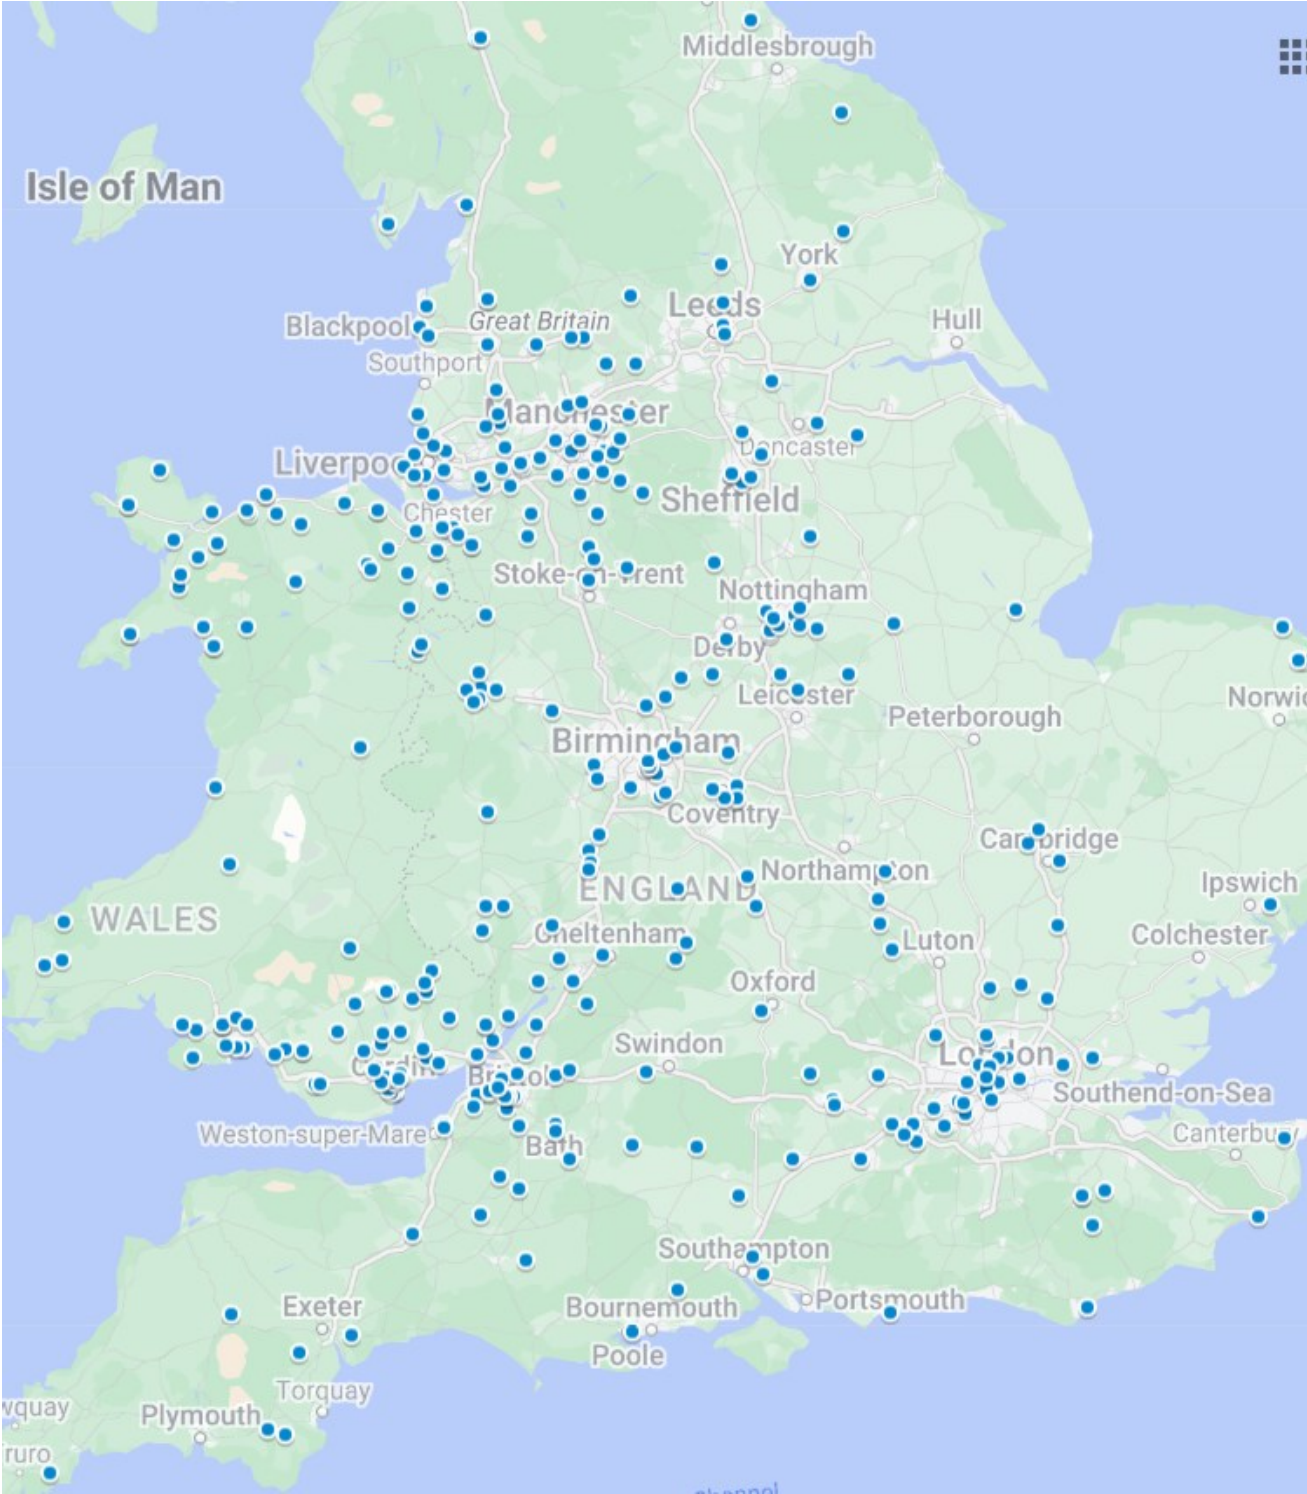 Middlesbrough
Isle of Man
York
Leeds
Blackpool
Great Britain
Hull
Southport
Manchester
Doncaster
Sheffield
Chester
Stoke-on-Trent
Nottingham
Derby
Leicester
Norwic
Peterborough
Birmingham
Coventry
Cambridge
Northampton
ENGLAND
Ipswich
WALES
Cheltenham
Luton
Colchester
Oxford
Swindon
London
Cardiff
Bristol
Southend-on-Sea
Weston-super-Mare
Bath
Canterbury
Southampton
Exeter
Bournemouth
Portsmouth
Poole
Torquay
wquay
Plymouth
ruro
Channel